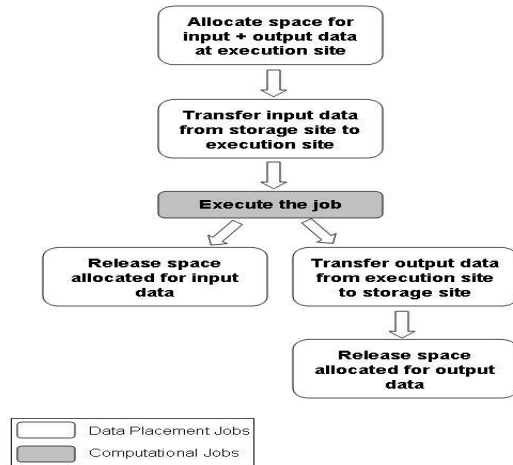 Allocate space for
input + output data
at execution site
Transfer input data
from storage site to
execution site
Execute the job
Release space
allocated for input
data
Transfer output data
from execution site
to storage site
Release space
allocated for output
data
Data Placement Jobs
Computational Jobs